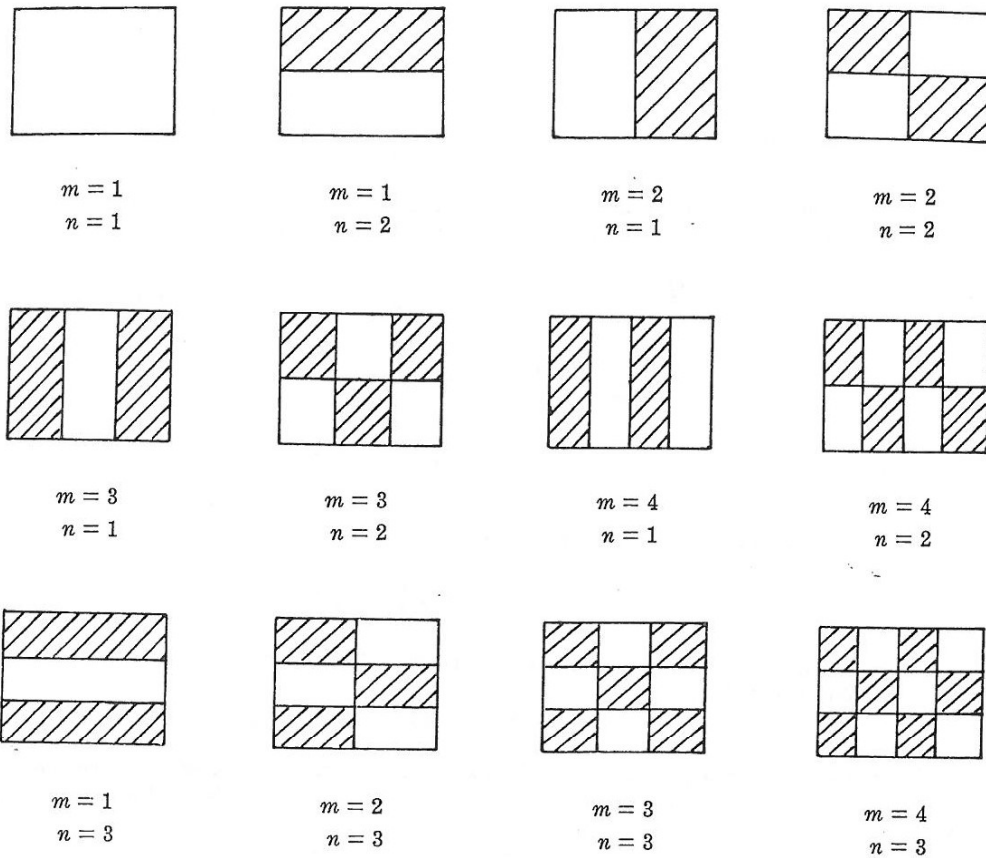 m = 1
n = 1
m = 1
n = 2
m = 2
n = 1
m = 2
n = 2
m = 3
n = 1
m = 3
n = 2
m = 4
n = 1
m = 4
n = 2
m = 1
n = 3
m = 2
n = 3
m = 3
n = 3
m = 4
n = 3